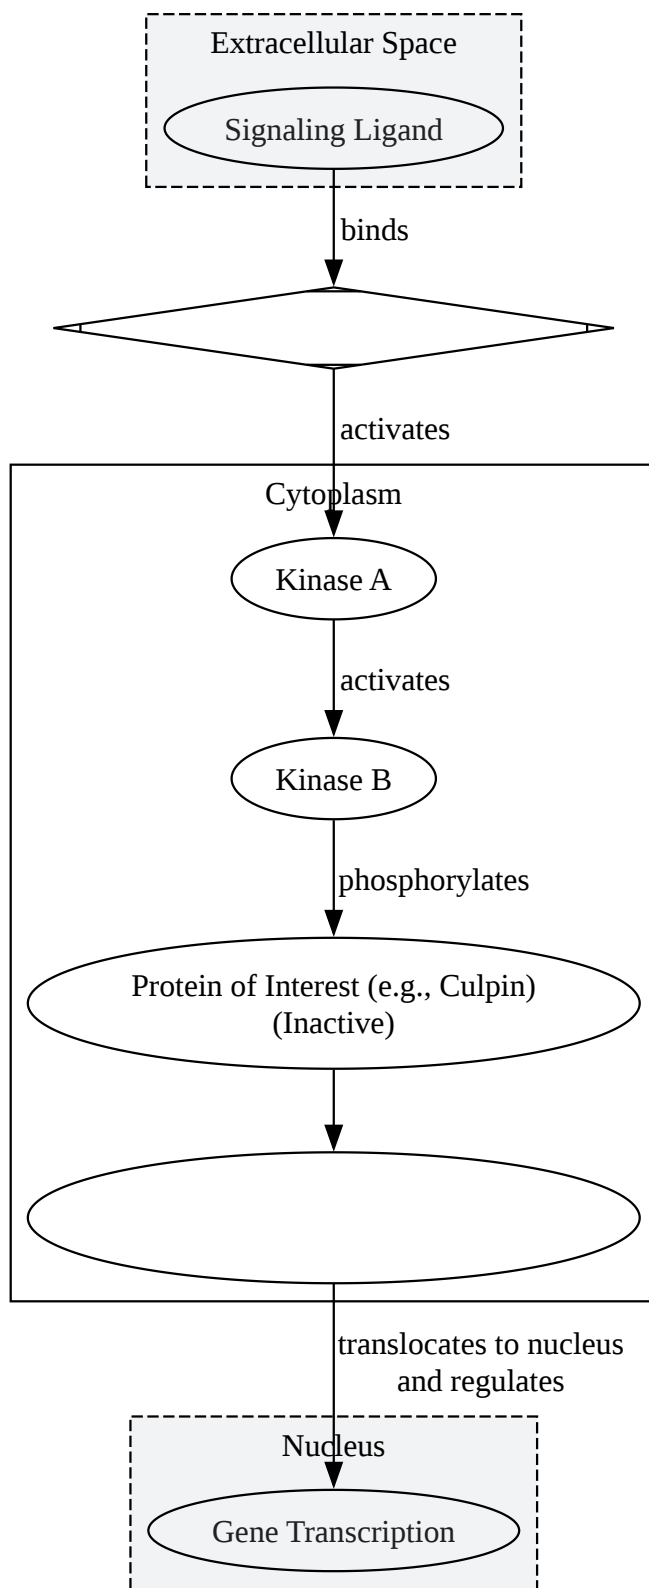 Extracellular Space
Signaling Ligand
binds
activates
Cytoplasm
Kinase A
activates
Kinase B
phosphorylates
Protein of Interest (e.g., Culpin)
(Inactive)
translocates to nucleus
and regulates
Nucleus
Gene Transcription